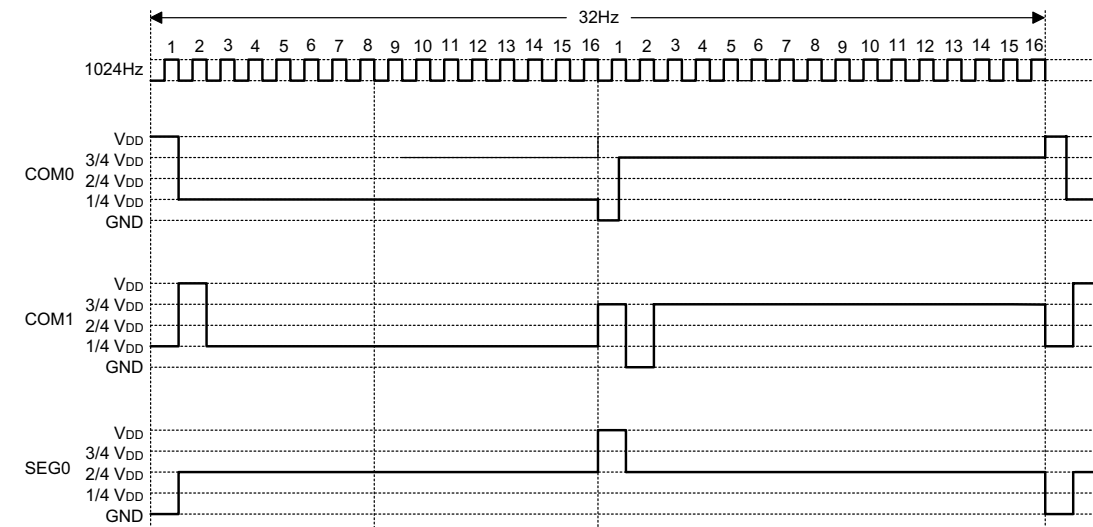 32Hz
1 2 3 4 5 6 7 8 9 10 11 12 13 14 15 16 1 2 3 4 5 6 7 8 9 10 11 12 13 14 15 16
1024Hz
VDD
3/4 VDD
COM0
2/4 VDD
1/4 VDD
GND
VDD
3/4 VDD
COM1
2/4 VDD
1/4 VDD
GND
VDD
3/4 VDD
SEG0
2/4 VDD
1/4 VDD
GND